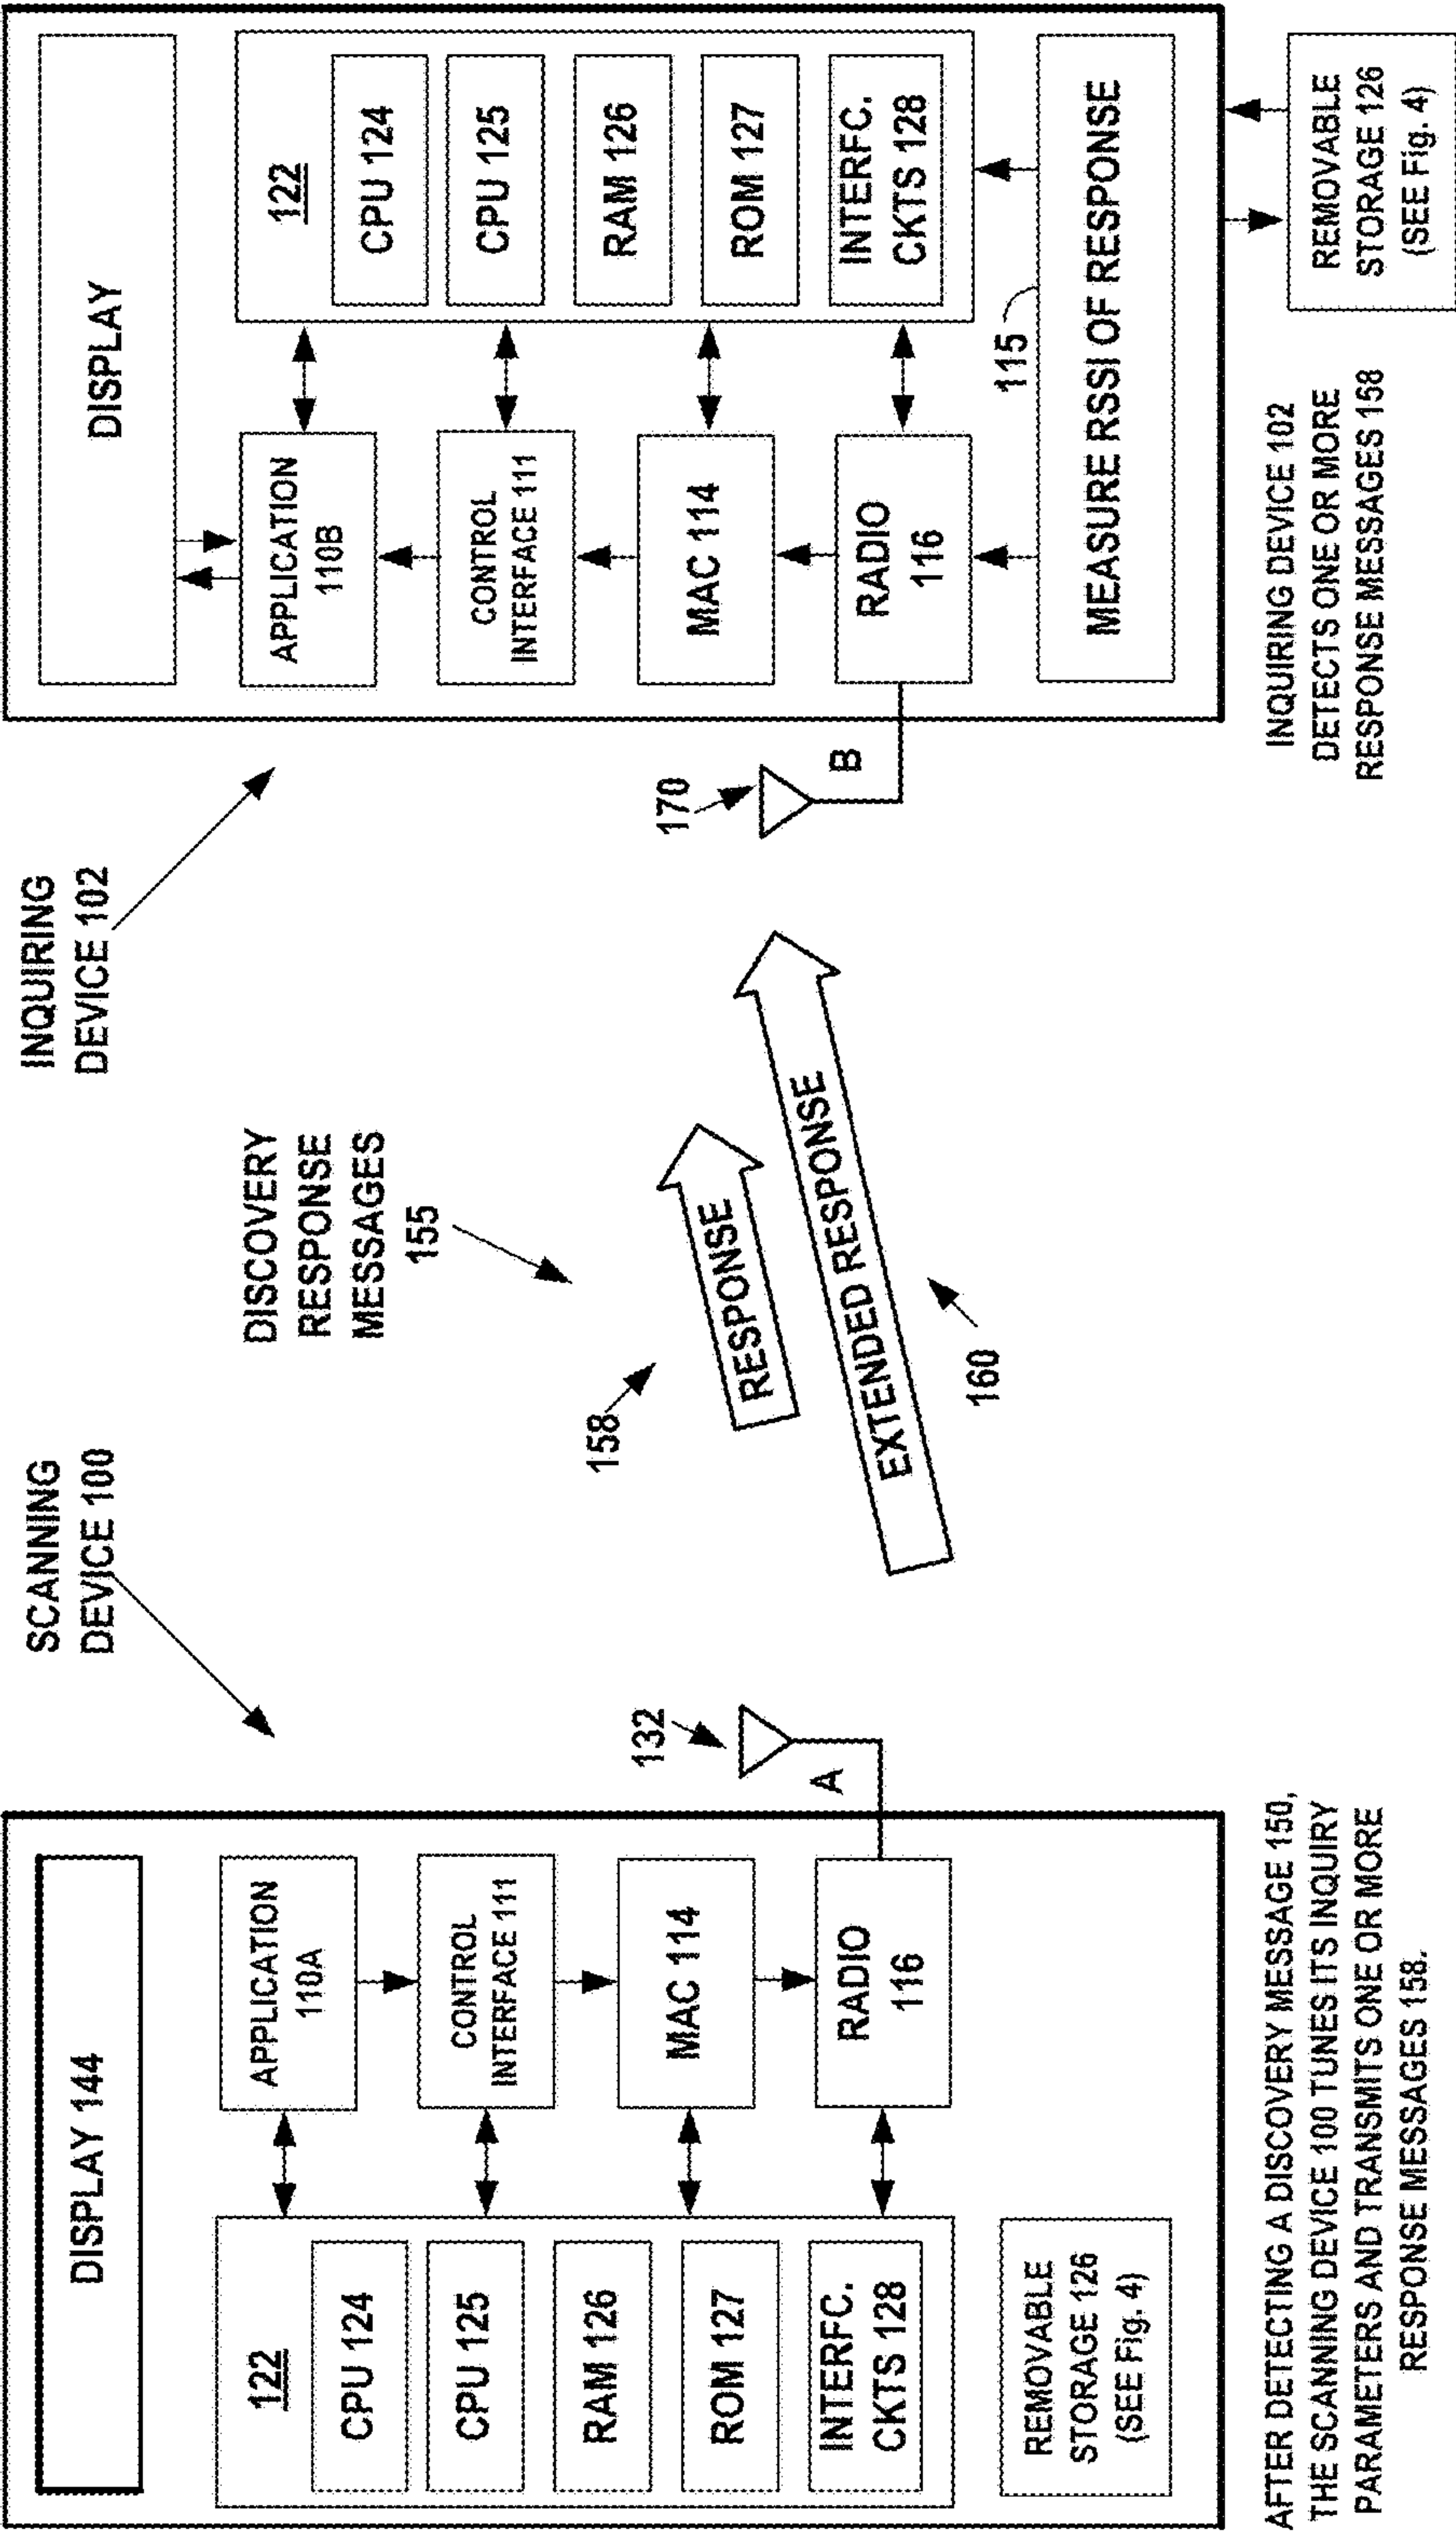 SCANNING
DEVICE 100
DISPLAY 144
122
CPU 124
CPU 125
RAM 126
ROM 127
INTERFC.
CKTS 128
APPLICATION
110A
CONTROL
INTERFACE 111
MAC 114
RADIO
116
REMOVABLE
STORAGE 126
(SEE Fig. 4)
132
A
AFTER DETECTING A DISCOVERY MESSAGE 150,
THE SCANNING DEVICE 100 TUNES ITS INQUIRY
PARAMETERS AND TRANSMITS ONE OR MORE
RESPONSE MESSAGES 158.
DISCOVERY
RESPONSE
MESSAGES
155
158
RESPONSE
EXTENDED RESPONSE
160
INQUIRING
DEVICE 102
170
B
DISPLAY
APPLICATION
110B
CONTROL
INTERFACE 111
MAC 114
RADIO
116
122
CPU 124
CPU 125
RAM 126
ROM 127
INTERFC.
CKTS 128
115
MEASURE RSSI OF RESPONSE
INQUIRING DEVICE 102
DETECTS ONE OR MORE
RESPONSE MESSAGES 158
REMOVABLE
STORAGE 126
(SEE Fig. 4)